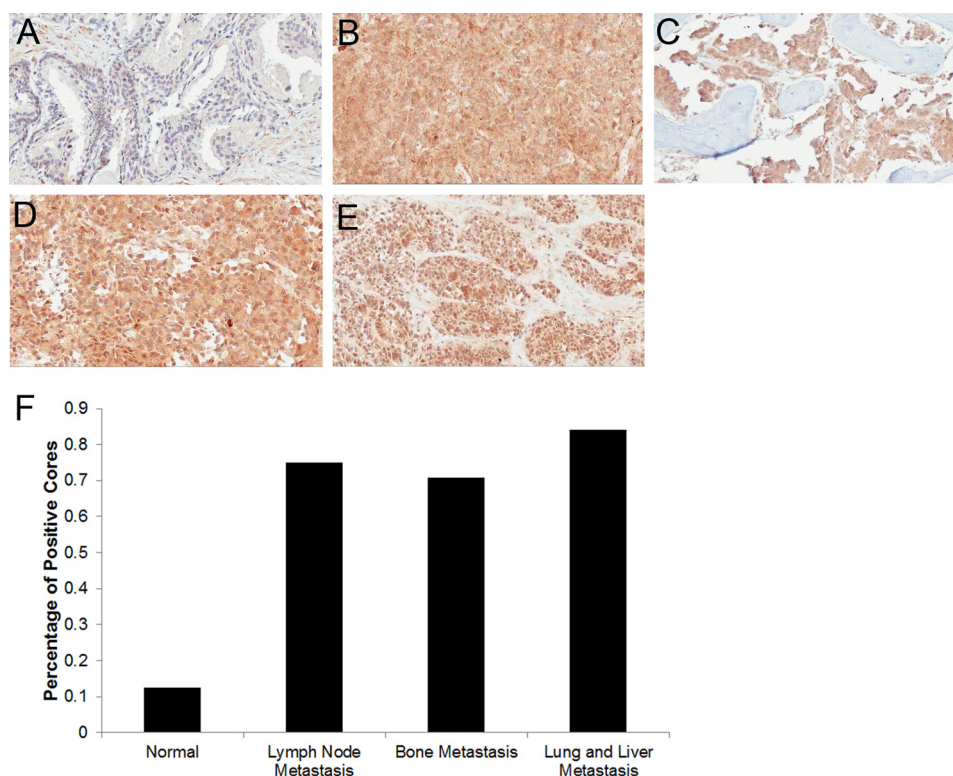 A
B
C
D
E
F
Percentage of Positive Cores
0.9
0.8
0.7
0.6
0.5
0.4
0.3
0.2
0.1
0
Normal
Lymph Node
Metastasis
Bone Metastasis
Lung and Liver
Metastasis